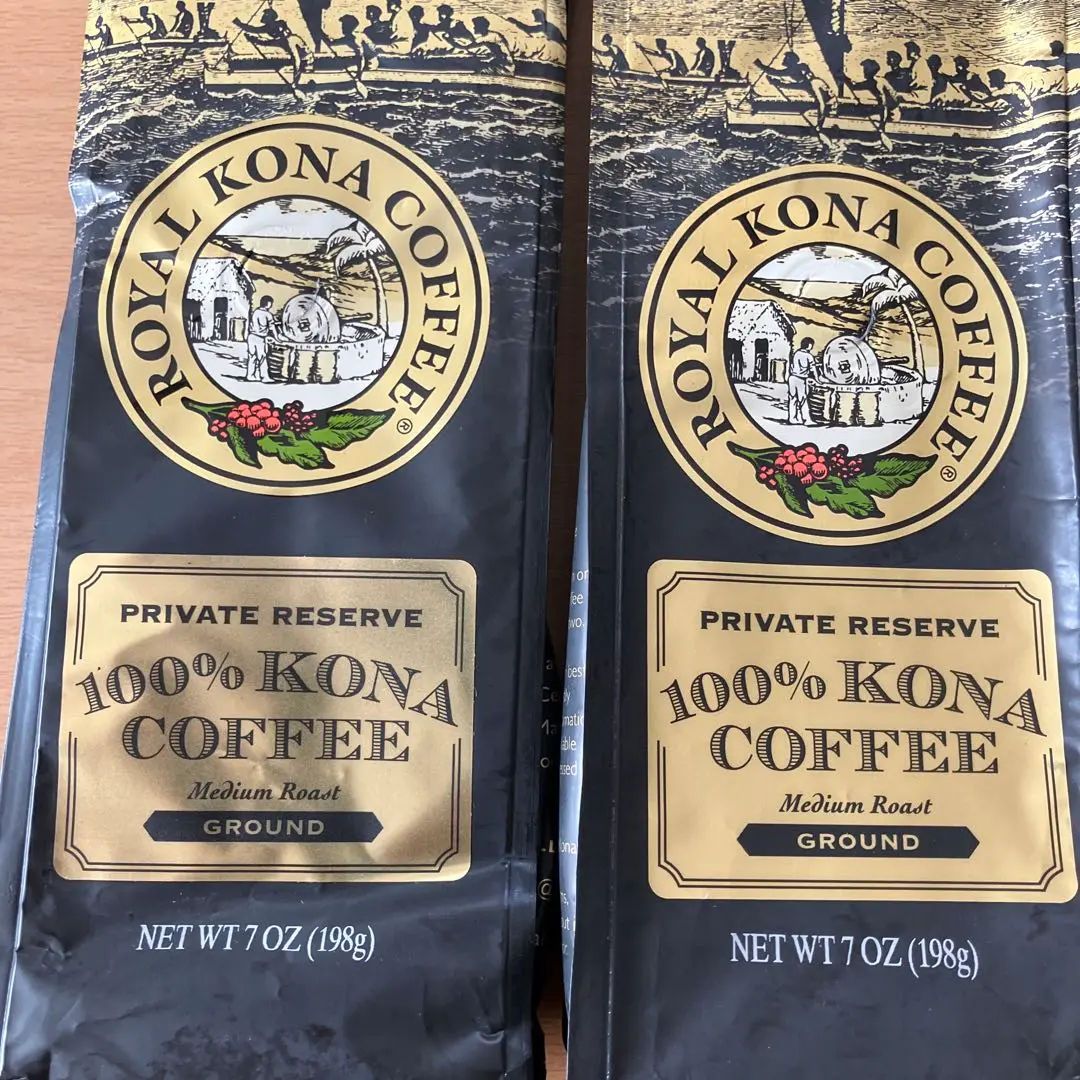 ROYAL KONA COFFEE ®
PRIVATE RESERVE
100% KONA
COFFEE
Medium Roast
GROUND
NET WT 7 OZ (198g)
ROYAL KONA COFFEE ®
PRIVATE RESERVE
100% KONA
COFFEE
Medium Roast
GROUND
NET WT 7 OZ (198g)